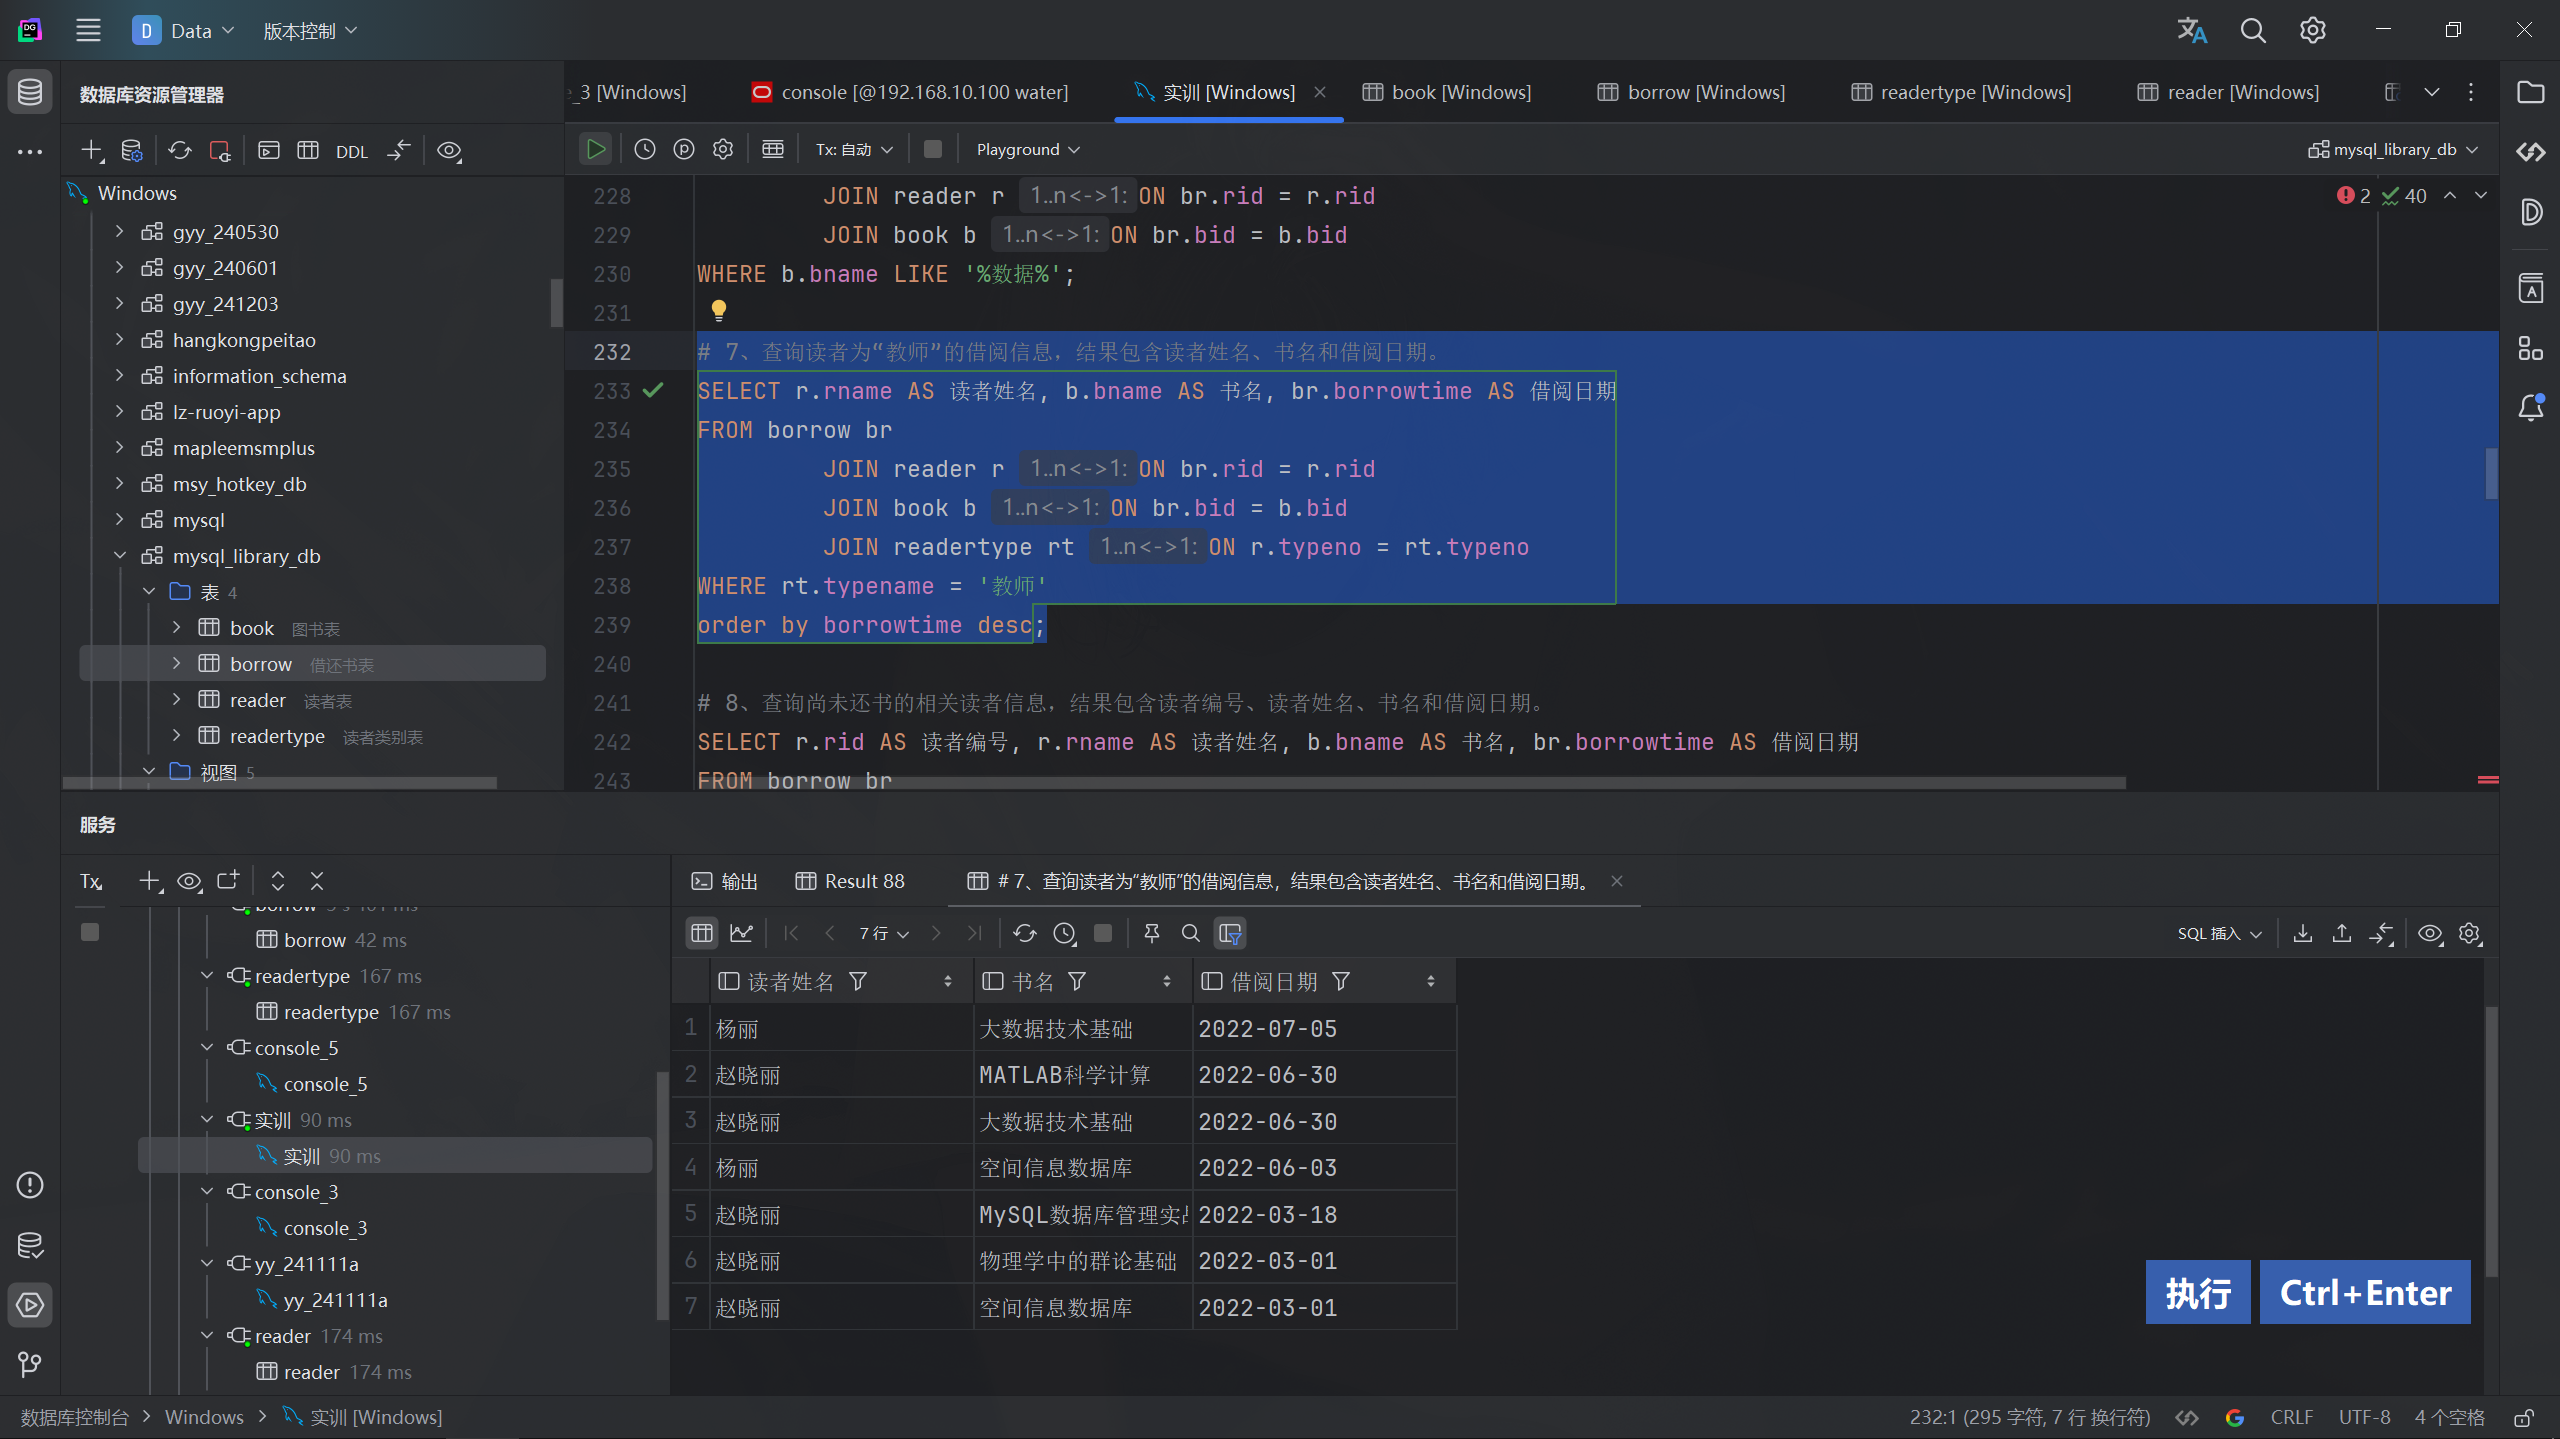 D Data 版本控制
数据库资源管理器
_3 [Windows] console [@192.168.10.100 water] 实训 [Windows] book [Windows] borrow [Windows] readertype [Windows] reader [Windows]
DDL
Tx: 自动 Playground mysql_library_db
Windows
gyy_240530
gyy_240601
gyy_241203
hangkongpeitao
information_schema
lz-ruoyi-app
mapleemsmplus
msy_hotkey_db
mysql
mysql_library_db
表 4
book 图书表
borrow 借还书表
reader 读者表
readertype 读者类别表
视图 5
2 40
228 JOIN reader r 1..n<->1: ON br.rid = r.rid
229 JOIN book b 1..n<->1: ON br.bid = b.bid
230 WHERE b.bname LIKE '%数据%';
231
232 # 7、查询读者为“教师”的借阅信息，结果包含读者姓名、书名和借阅日期。
233 SELECT r.rname AS 读者姓名, b.bname AS 书名, br.borrowtime AS 借阅日期
234 FROM borrow br
235 JOIN reader r 1..n<->1: ON br.rid = r.rid
236 JOIN book b 1..n<->1: ON br.bid = b.bid
237 JOIN readertype rt 1..n<->1: ON r.typeno = rt.typeno
238 WHERE rt.typename = '教师'
239 order by borrowtime desc;
240
241 # 8、查询尚未还书的相关读者信息，结果包含读者编号、读者姓名、书名和借阅日期。
242 SELECT r.rid AS 读者编号, r.rname AS 读者姓名, b.bname AS 书名, br.borrowtime AS 借阅日期
243 FROM borrow br
服务
Tx
borrow 42 ms
readertype 167 ms
readertype 167 ms
console_5
console_5
实训 90 ms
实训 90 ms
console_3
console_3
yy_241111a
yy_241111a
reader 174 ms
reader 174 ms
输出 Result 88 # 7、查询读者为“教师”的借阅信息，结果包含读者姓名、书名和借阅日期。
7 行 SQL 插入
读者姓名 书名 借阅日期
1 杨丽 大数据技术基础 2022-07-05
2 赵晓丽 MATLAB科学计算 2022-06-30
3 赵晓丽 大数据技术基础 2022-06-30
4 杨丽 空间信息数据库 2022-06-03
5 赵晓丽 MySQL数据库管理实 2022-03-18
6 赵晓丽 物理学中的群论基础 2022-03-01
7 赵晓丽 空间信息数据库 2022-03-01
执行 Ctrl+Enter
数据库控制台 > Windows > 实训 [Windows]
232:1 (295 字符, 7 行 换行符) CRLF UTF-8 4 个空格